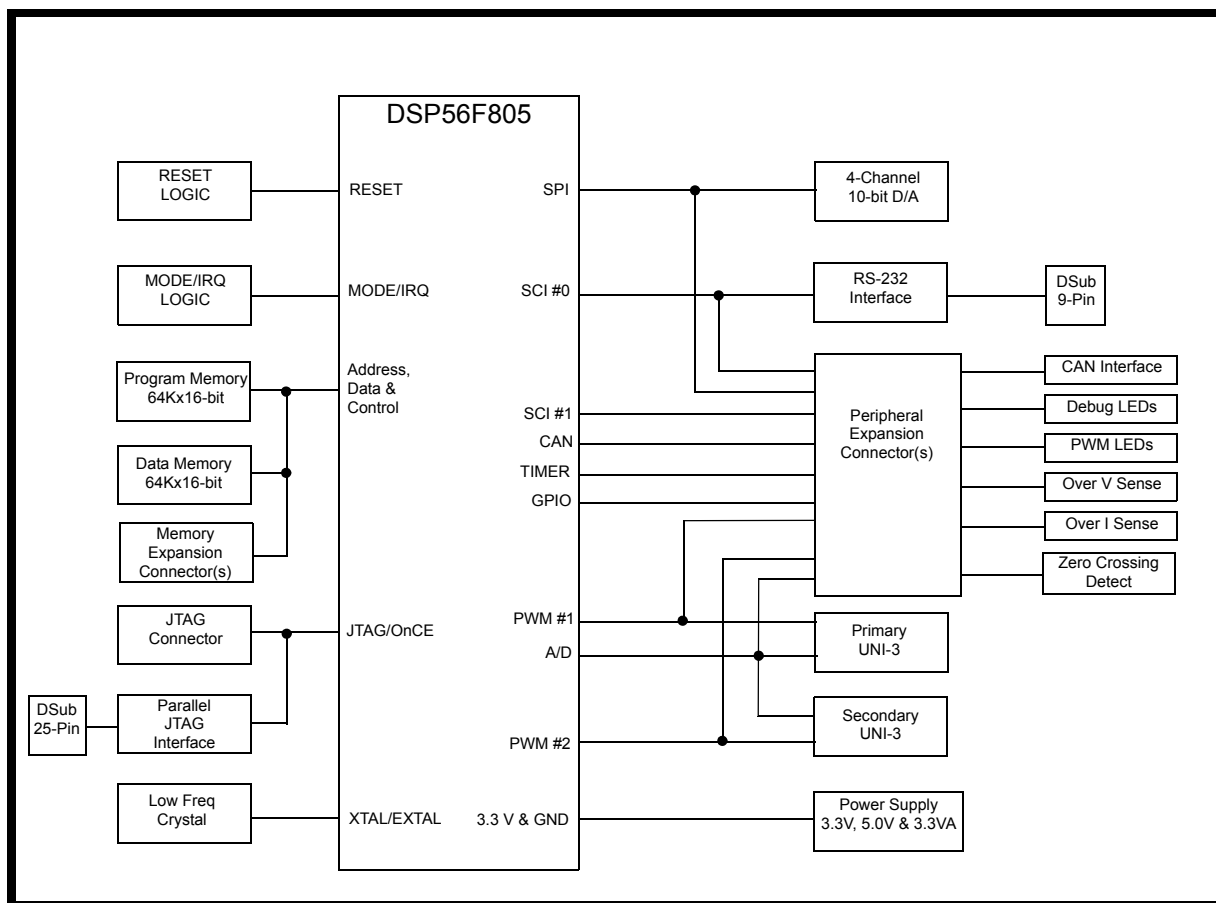 DSP56F805
RESET
LOGIC
RESET
SPI
4-Channel
10-bit D/A
MODE/IRQ
LOGIC
MODE/IRQ
SCI #0
RS-232
Interface
DSub
9-Pin
Program Memory
64Kx16-bit
Address,
Data &
Control
Data Memory
64Kx16-bit
Memory
Expansion
Connector(s)
SCI #1
CAN
TIMER
GPIO
Peripheral
Expansion
Connector(s)
CAN Interface
Debug LEDs
PWM LEDs
Over V Sense
Over I Sense
Zero Crossing
Detect
JTAG
Connector
JTAG/OnCE
PWM #1
A/D
Primary
UNI-3
DSub
25-Pin
Parallel
JTAG
Interface
PWM #2
Secondary
UNI-3
Low Freq
Crystal
XTAL/EXTAL
3.3 V & GND
Power Supply
3.3V, 5.0V & 3.3VA